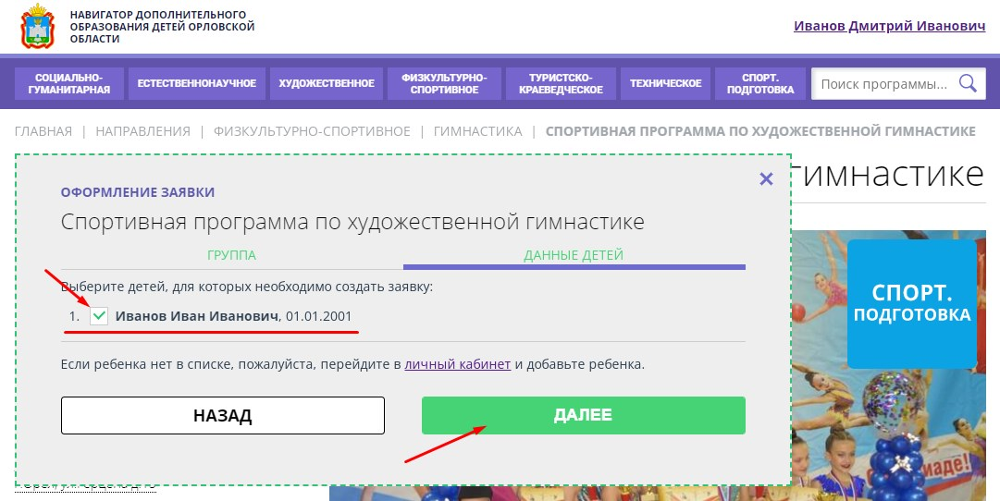 НАВИГАТОР ДОПОЛНИТЕЛЬНОГО
ОБРАЗОВАНИЯ ДЕТЕЙ ОРЛОВСКОЙ
ОБЛАСТИ
Иванов Дмитрий Иванович
СОЦИАЛЬНО-
ГУМАНИТАРНАЯ
ЕСТЕСТВЕННОНАУЧНОЕ
ХУДОЖЕСТВЕННОЕ
ФИЗКУЛЬТУРНО-
СПОРТИВНОЕ
ТУРИСТСКО-
КРАЕВЕДЧЕСКОЕ
ТЕХНИЧЕСКОЕ
СПОРТ.
ПОДГОТОВКА
Поиск программы...
ГЛАВНАЯ | НАПРАВЛЕНИЯ | ФИЗКУЛЬТУРНО-СПОРТИВНОЕ | ГИМНАСТИКА | СПОРТИВНАЯ ПРОГРАММА ПО ХУДОЖЕСТВЕННОЙ ГИМНАСТИКЕ
гимнастике
ОФОРМЛЕНИЕ ЗАЯВКИ
Спортивная программа по художественной гимнастике
ГРУППА
ДАННЫЕ ДЕТЕЙ
Выберите детей, для которых необходимо создать заявку:
1. Иванов Иван Иванович, 01.01.2001
Если ребенка нет в списке, пожалуйста, перейдите в личный кабинет и добавьте ребенка.
НАЗАД
ДАЛЕЕ
СПОРТ.
ПОДГОТОВКА